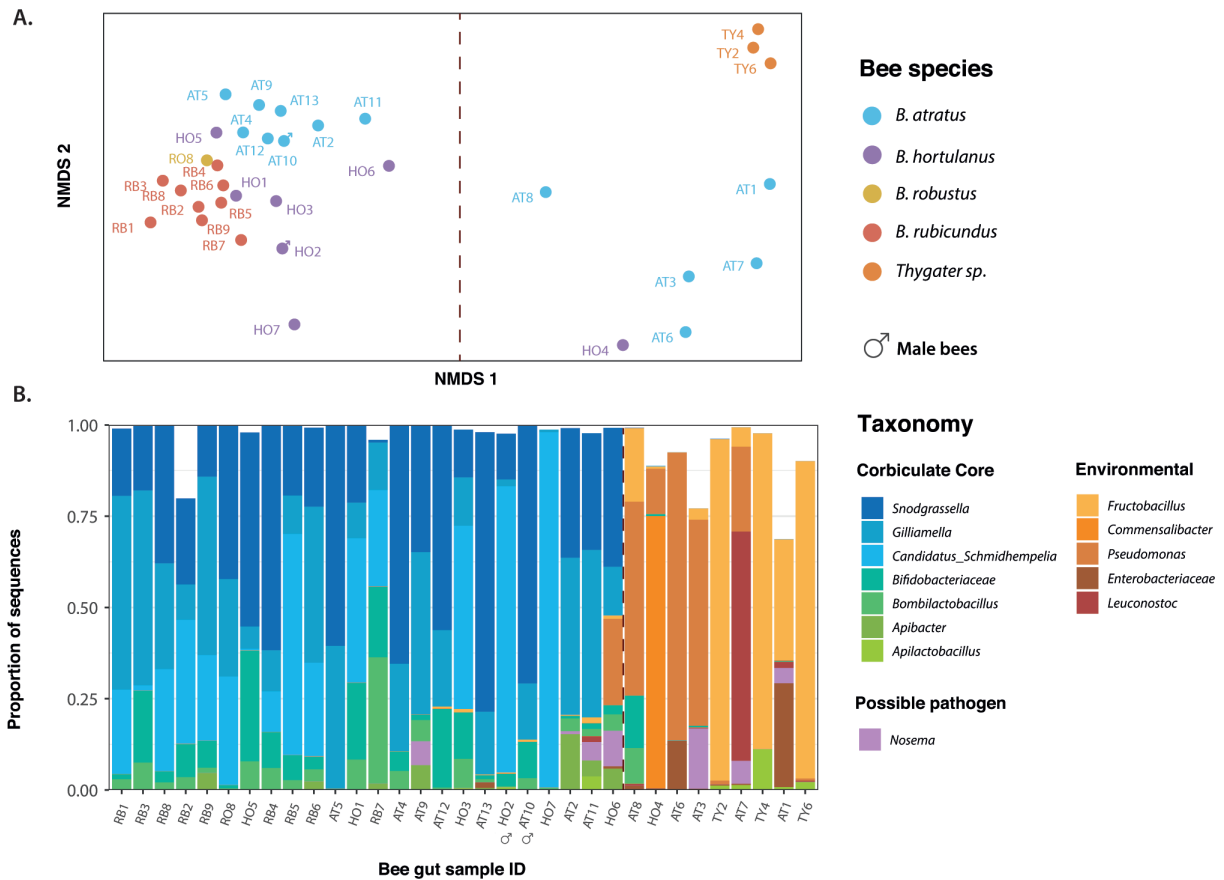 A.
NMDS 2
TY4
TY2
TY6
AT9
AT5
AT13
AT11
AT4
HO5
AT12
AT10
♂
AT2
RO8
RB4
HO6
RB3
RB6
HO1
RB8
AT8
AT1
RB2
RB5
HO3
RB1
RB9
RB7
♂
HO2
AT7
AT3
HO7
AT6
HO4
NMDS 1
Bee species
B. atratus
B. hortulanus
B. robustus
B. rubicundus
Thygater sp.
♂ Male bees
B.
Proportion of sequences
1.00
0.75
0.50
0.25
0.00
RB1 RB3 RB8 RB2 RB9 RO8 HO5 RB4 RB5 RB6 AT5 HO1 RB7 AT4 AT9 AT12 HO3 AT13 HO2 ♂ AT10 ♂ HO7 AT2 AT11 HO6 AT8 HO4 AT6 AT3 TY2 AT7 TY4 AT1 TY6
Bee gut sample ID
Taxonomy
Corbiculate Core
Snodgrassella
Gilliamella
Candidatus_Schmidhempelia
Bifidobacteriaceae
Bombilactobacillus
Apibacter
Apilactobacillus
Environmental
Fructobacillus
Commensalibacter
Pseudomonas
Enterobacteriaceae
Leuconostoc
Possible pathogen
Nosema